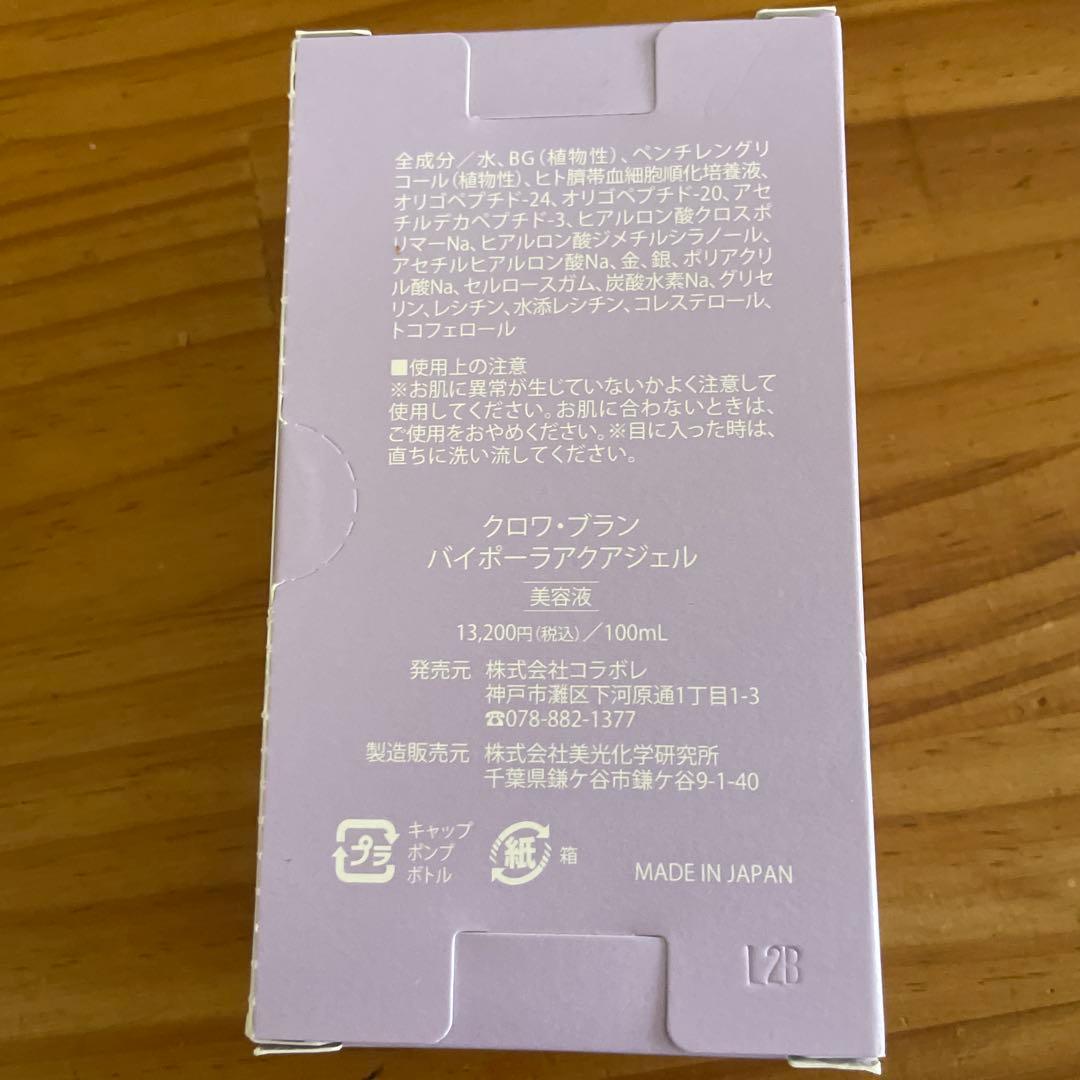 全成分／水、BG（植物性）、ペンチレングリ
コール（植物性）、ヒト臍帯血細胞順化培養液、
オリゴペプチド-24、オリゴペプチド-20、アセ
チルデカペプチド-3、ヒアルロン酸クロスポ
リマーNa、ヒアルロン酸ジメチルシラノール、
アセチルヒアルロン酸Na、金、銀、ポリアクリ
ル酸Na、セルロースガム、炭酸水素Na、グリセ
リン、レシチン、水添レシチン、コレステロール、
トコフェロール
■使用上の注意
※お肌に異常が生じていないかよく注意して
使用してください。お肌に合わないときは、
ご使用をおやめください。※目に入った時は、
直ちに洗い流してください。
クロワ・ブラン
バイポーラアクアジェル
美容液
13,200円（税込）／100mL
発売元 株式会社コラボレ
神戸市灘区下河原通1丁目1-3
☎078-882-1377
製造販売元 株式会社美光化学研究所
千葉県鎌ケ谷市鎌ケ谷9-1-40
プラ キャップ
ポンプ
ボトル
紙 箱
MADE IN JAPAN
L2B